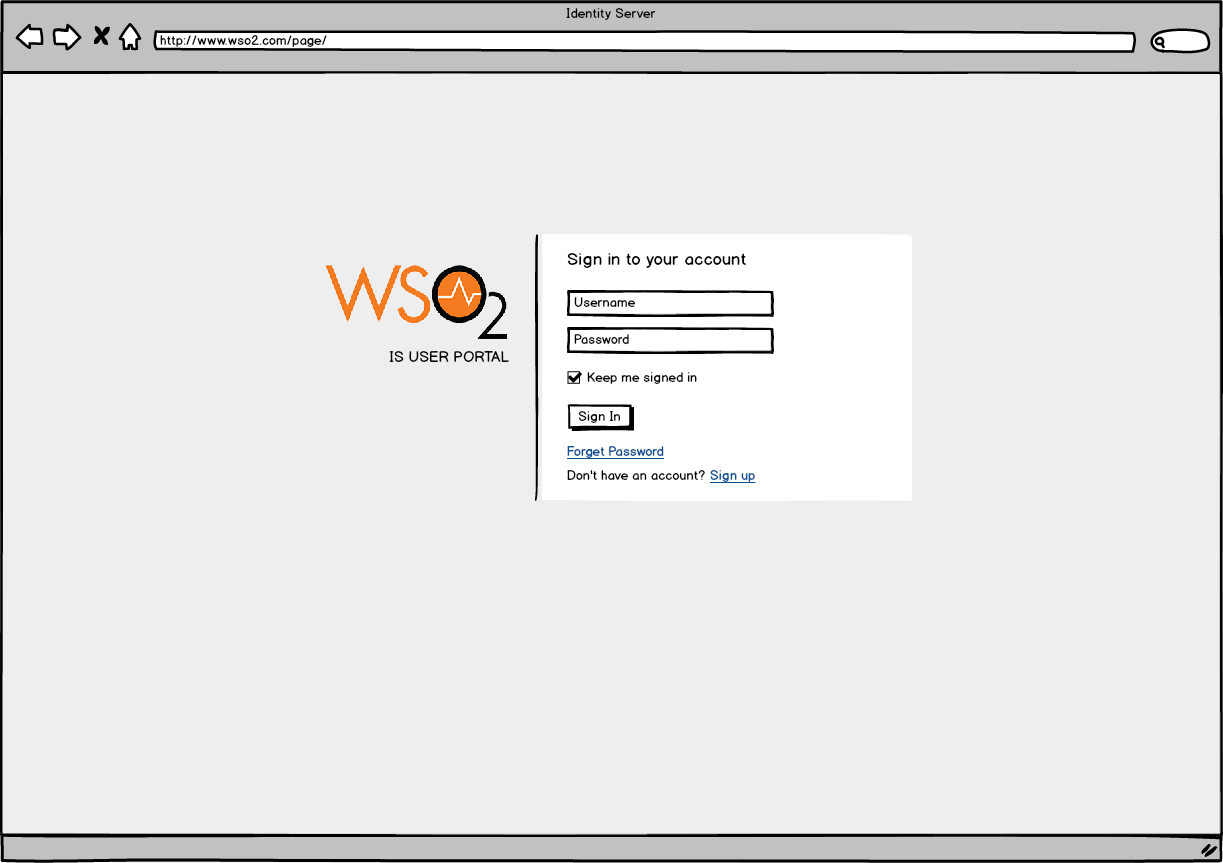 Identity Server
http://www.wso2.com/page/
WSO2
IS USER PORTAL
Sign in to your account
Username
Password
Keep me signed in
Sign In
Forget Password
Don't have an account? Sign up